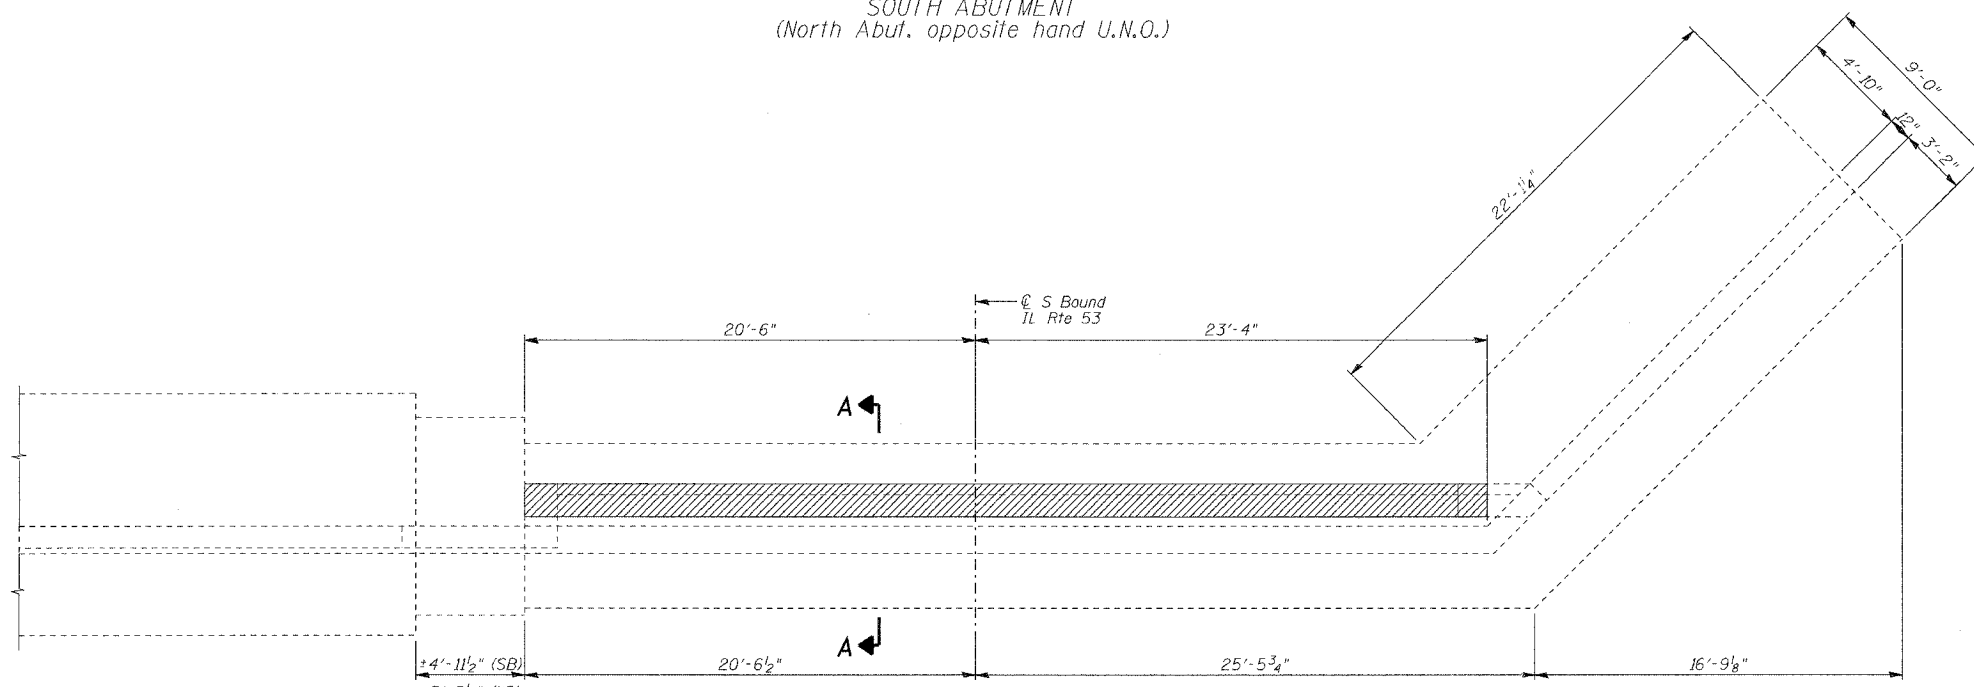 SOUTH ABUTMENT
(North Abut. opposite hand U.N.O.)
9'-0"
4'-10"
12"
3'-2"
22'-1¼"
℄ S Bound
IL Rte 53
20'-6"
23'-4"
A
A
±4'-11½" (SB)
20'-6½"
25'-5¾"
16'-9⅛"